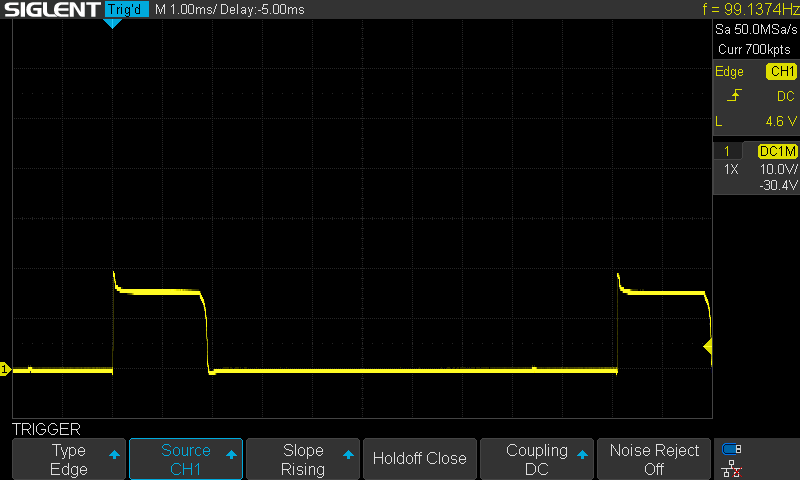 SIGLENT Trig'd M 1.00ms/ Delay:-5.00ms f = 99.1374Hz
Sa 50.0MSa/s
Curr 700kpts
Edge CH1
DC
L 4.6 V
1 DC1M
1X 10.0V/
-30.4V
1
TRIGGER
Type
Edge
Source
CH1
Slope
Rising
Holdoff Close
Coupling
DC
Noise Reject
Off